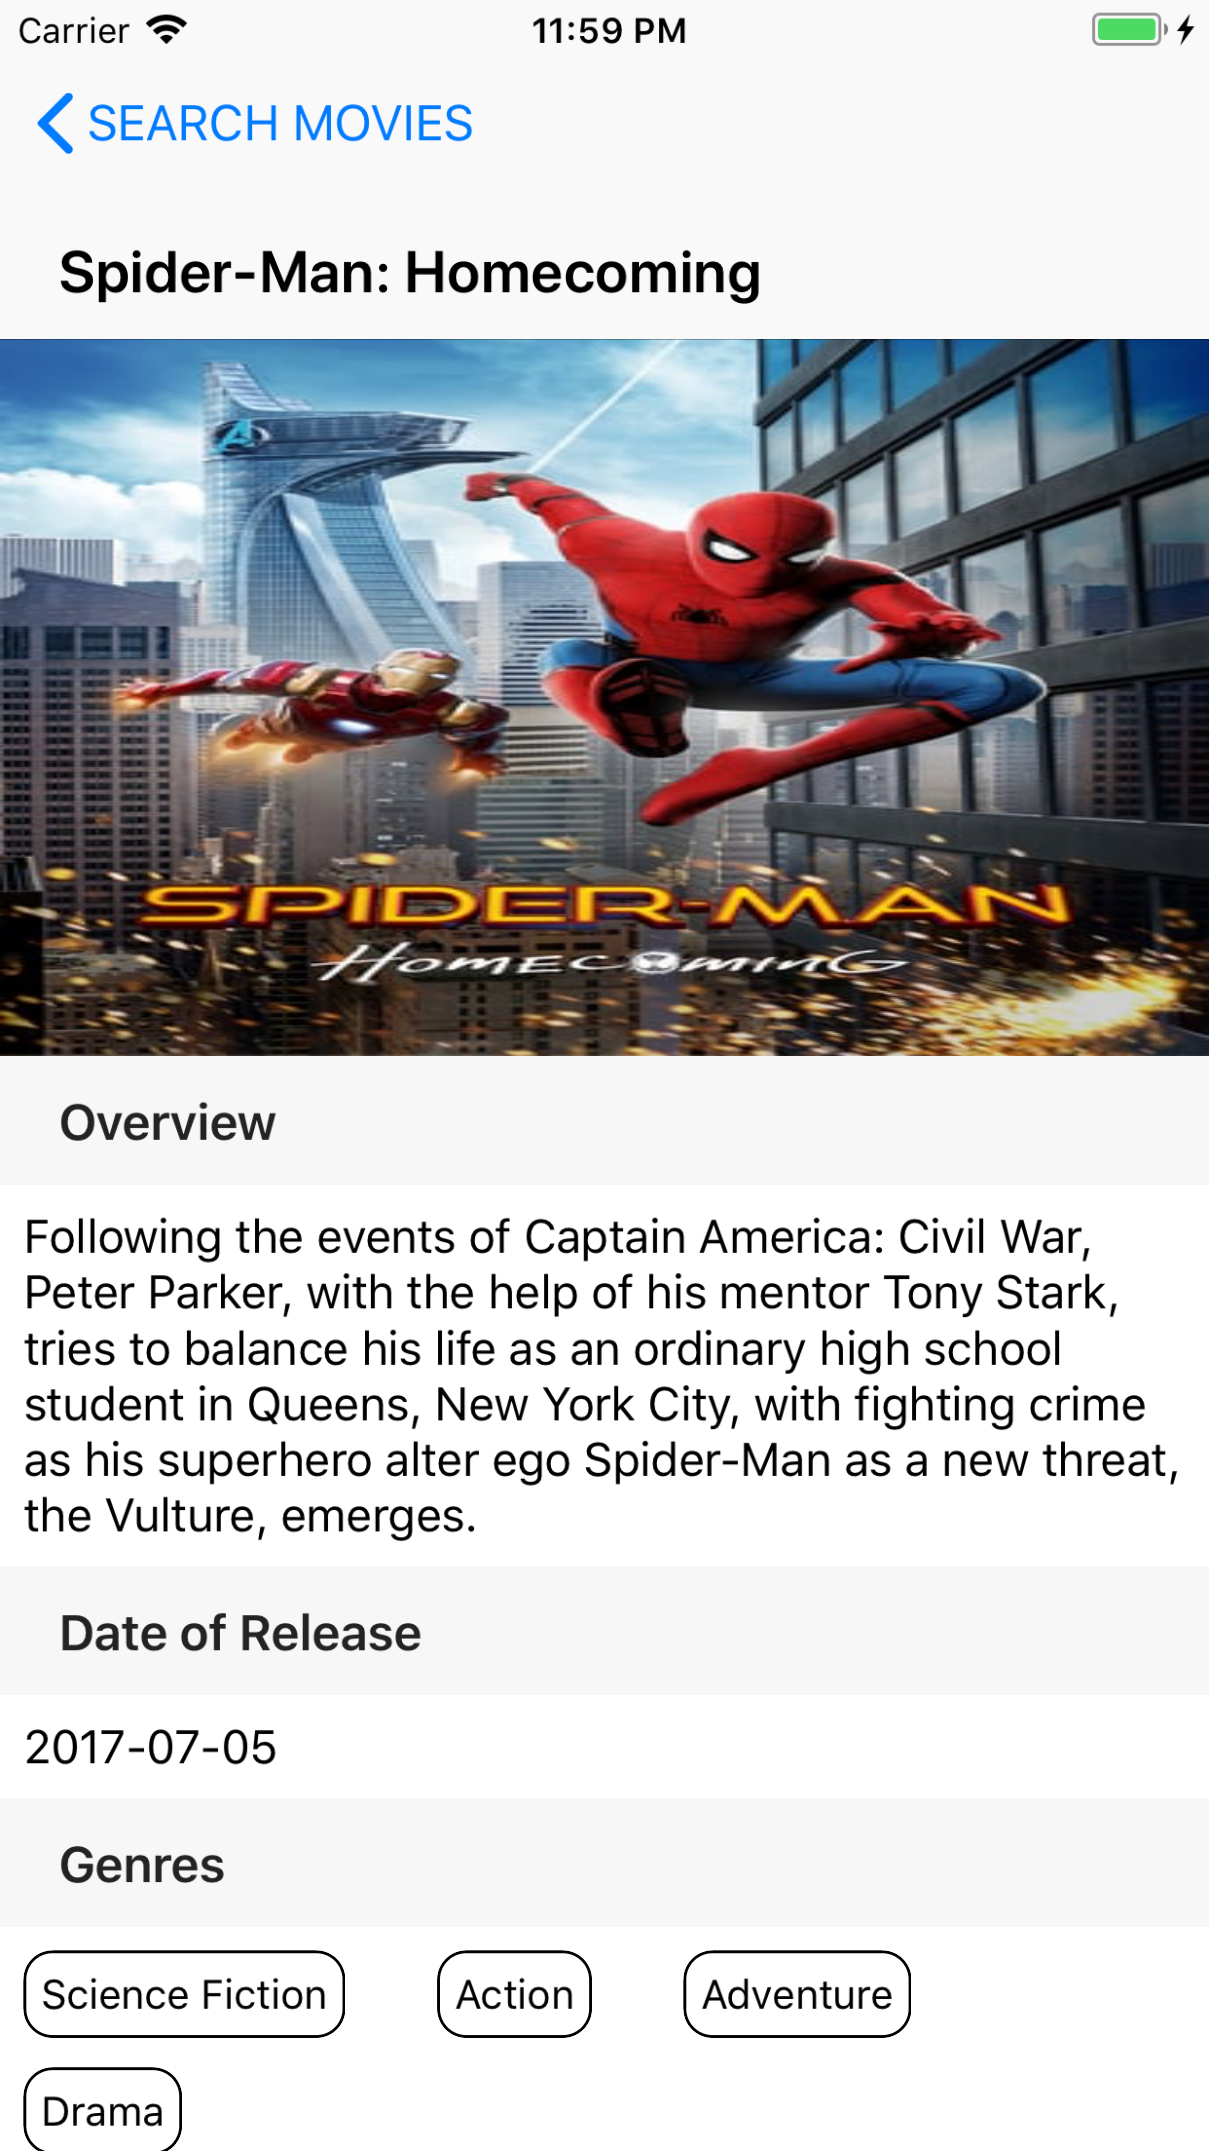 Carrier
11:59 PM
SEARCH MOVIES
Spider-Man: Homecoming
SPIDER-MAN
HOMECOMING
Overview
Following the events of Captain America: Civil War,
Peter Parker, with the help of his mentor Tony Stark,
tries to balance his life as an ordinary high school
student in Queens, New York City, with fighting crime
as his superhero alter ego Spider-Man as a new threat,
the Vulture, emerges.
Date of Release
2017-07-05
Genres
Science Fiction
Action
Adventure
Drama